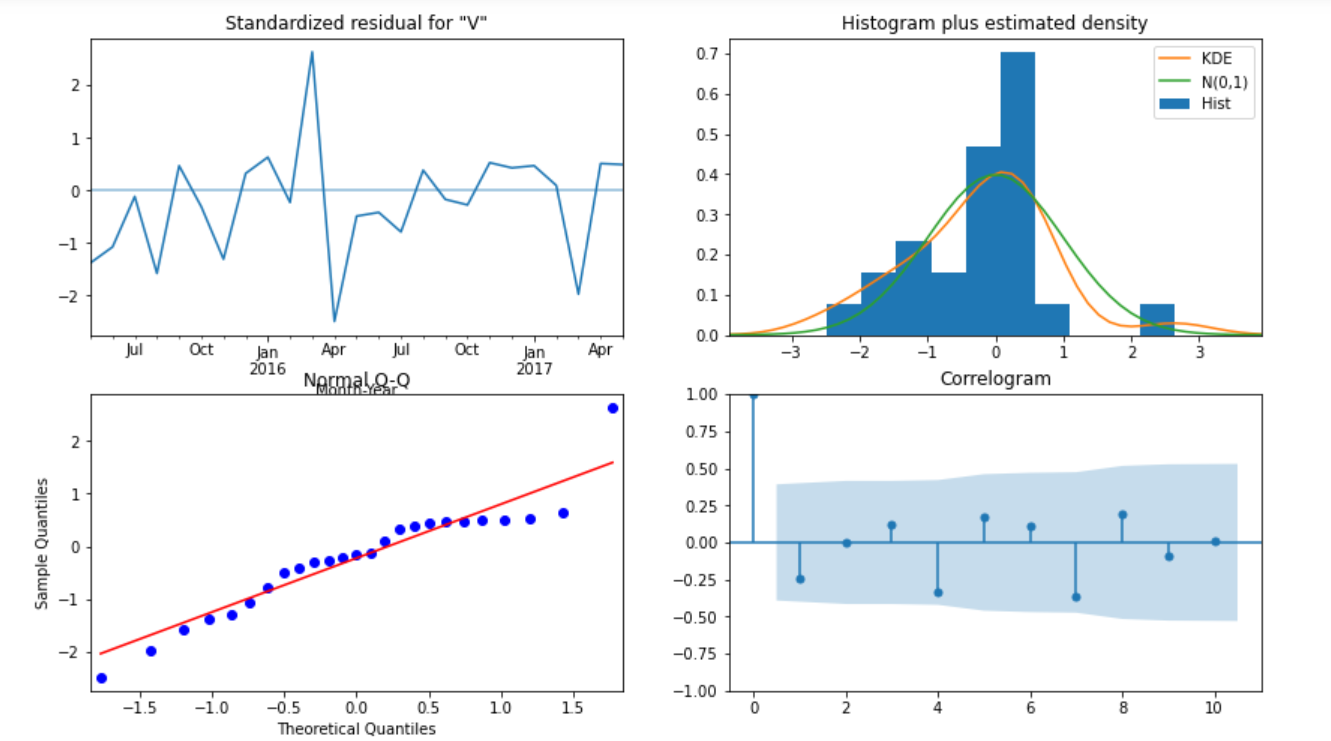 Standardized residual for "V"
2
1
0
−1
−2
Jul
Oct
Jan
2016
Apr
Jul
Oct
Jan
2017
Apr
Month-Year
Histogram plus estimated density
KDE
N(0,1)
Hist
0.7
0.6
0.5
0.4
0.3
0.2
0.1
0.0
−3
−2
−1
0
1
2
3
Normal Q-Q
Sample Quantiles
2
1
0
−1
−2
−1.5
−1.0
−0.5
0.0
0.5
1.0
1.5
Theoretical Quantiles
Correlogram
1.00
0.75
0.50
0.25
0.00
−0.25
−0.50
−0.75
−1.00
0
2
4
6
8
10